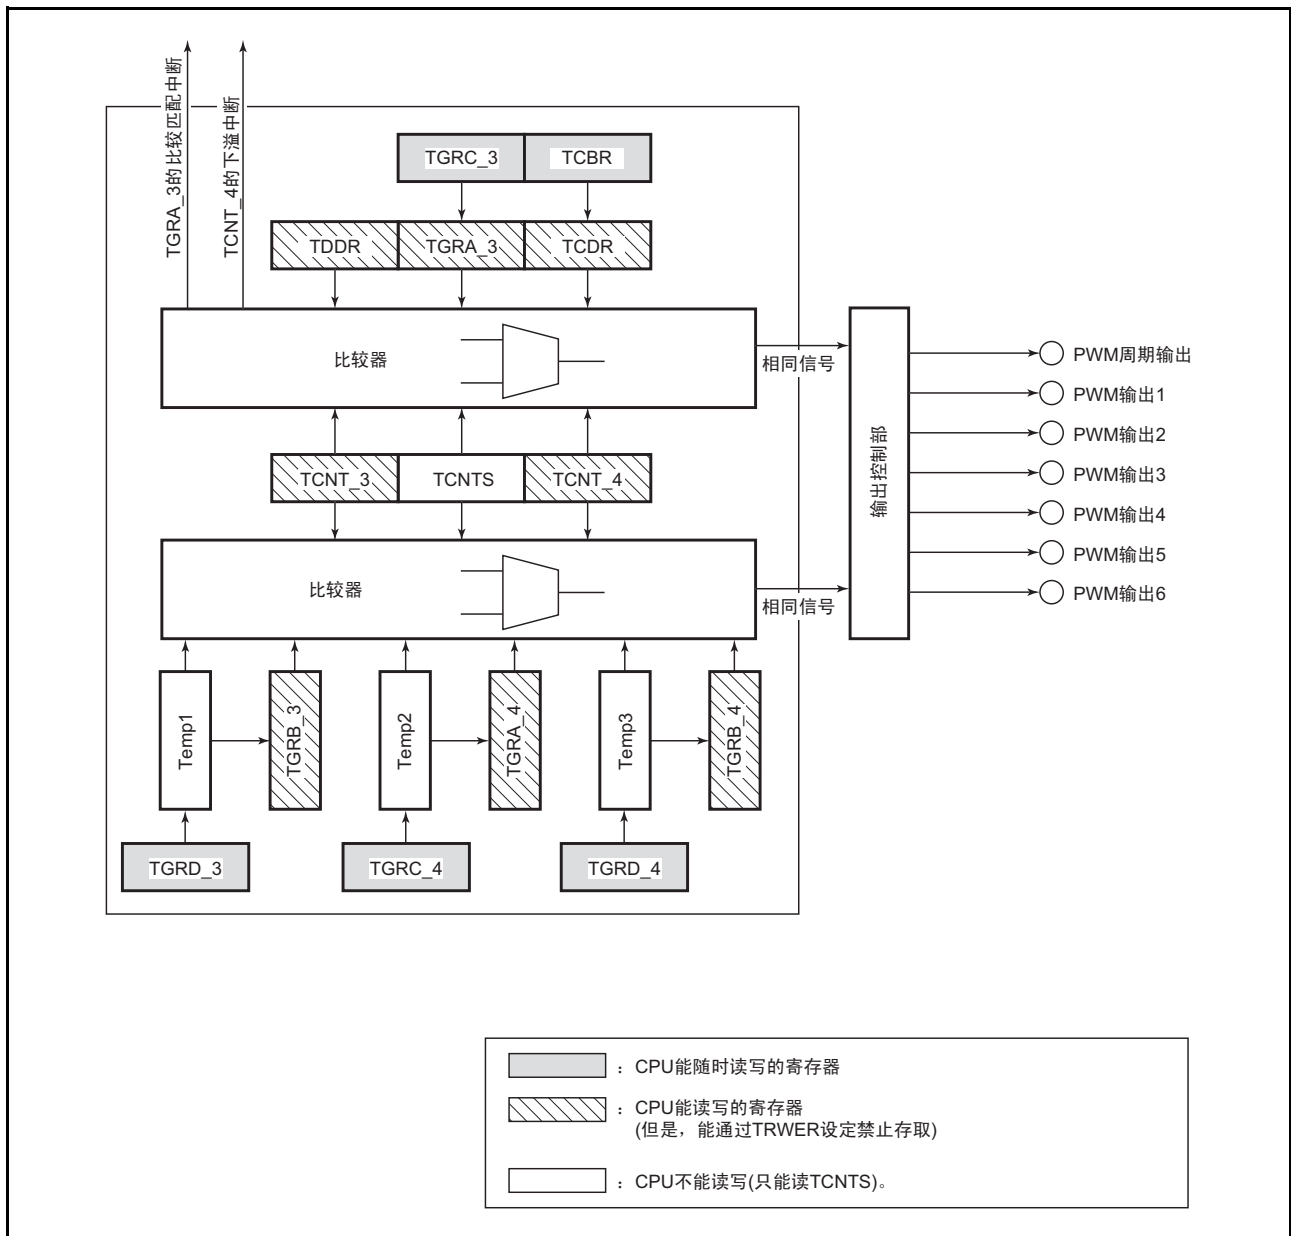 TGRA_3的比较匹配中断
TCNT_4的下溢中断
TGRC_3
TCBR
TDDR
TGRA_3
TCDR
比较器
相同信号
TCNT_3
TCNTS
TCNT_4
比较器
相同信号
输出控制部
PWM周期输出
PWM输出1
PWM输出2
PWM输出3
PWM输出4
PWM输出5
PWM输出6
Temp1
TGRB_3
Temp2
TGRA_4
Temp3
TGRB_4
TGRD_3
TGRC_4
TGRD_4
：CPU能随时读写的寄存器
：CPU能读写的寄存器
(但是，能通过TRWER设定禁止存取)
：CPU不能读写(只能读TCNTS)。